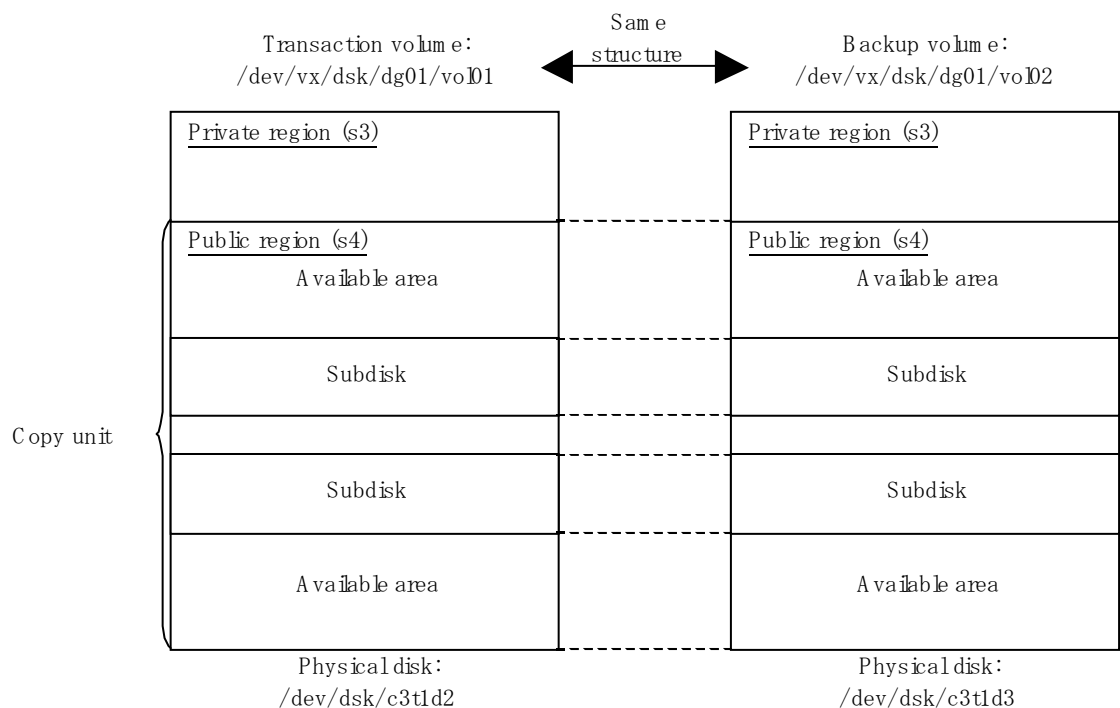 Same
structure
Transaction volume:
/dev/vx/dsk/dg01/vol01
Backup volume:
/dev/vx/dsk/dg01/vol02
Private region (s3)
Private region (s3)
Public region (s4)
Public region (s4)
Available area
Available area
Subdisk
Subdisk
Copy unit
Subdisk
Subdisk
Available area
Available area
Physical disk:
/dev/dsk/c3t1d2
Physical disk:
/dev/dsk/c3t1d3